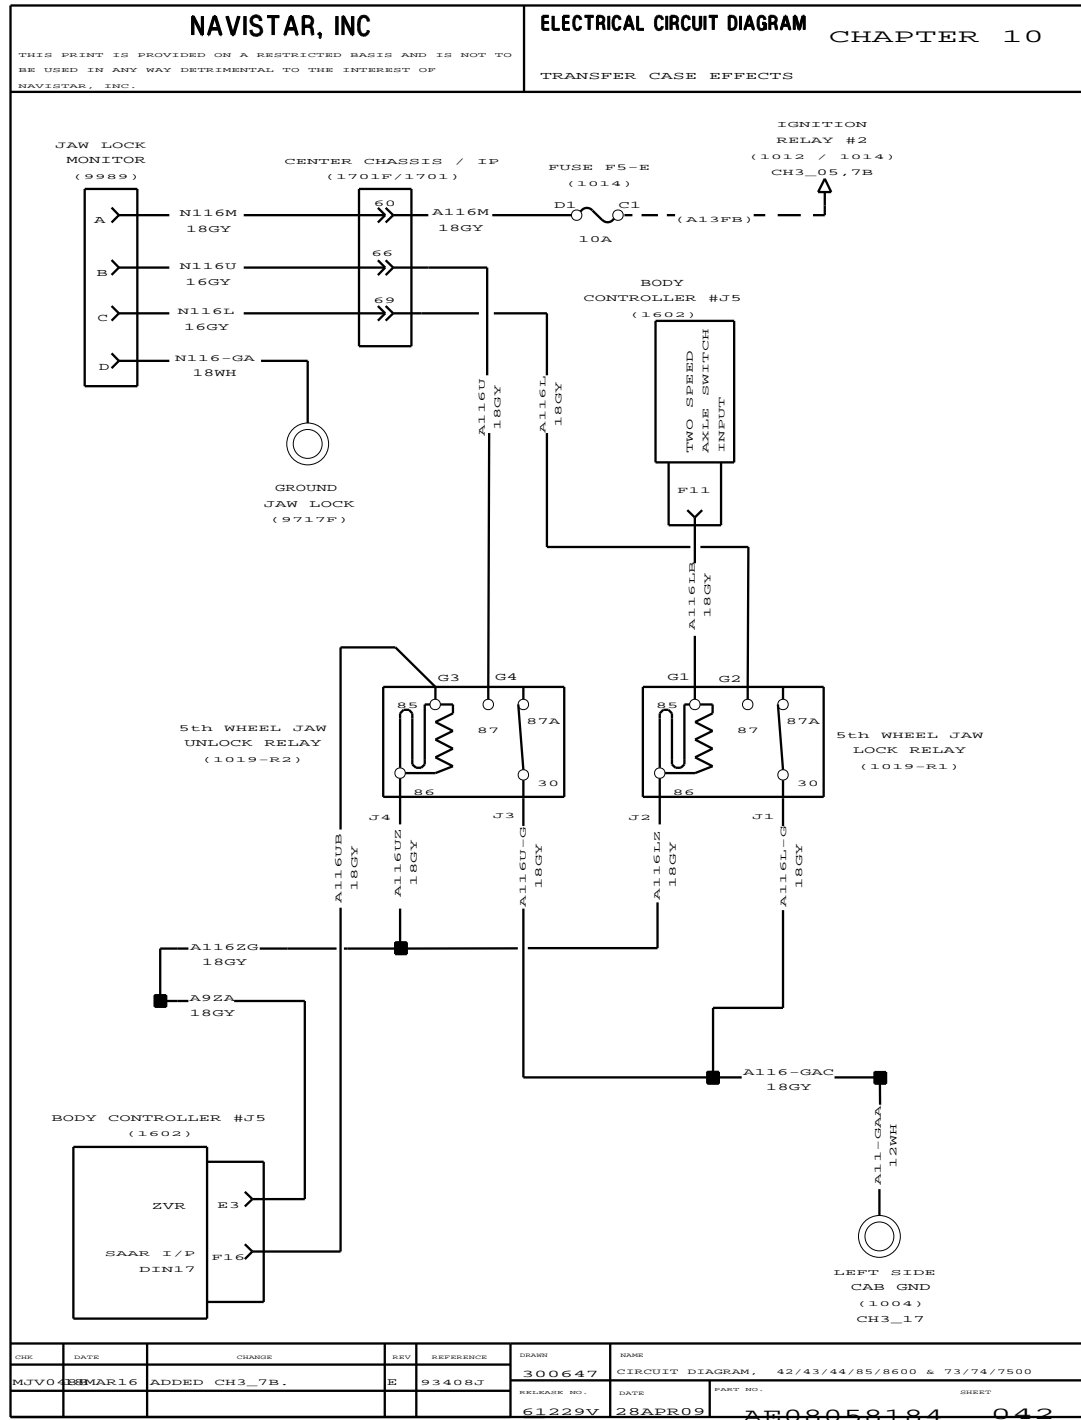 NAVISTAR, INC
THIS PRINT IS PROVIDED ON A RESTRICTED BASIS AND IS NOT TO
BE USED IN ANY WAY DETRIMENTAL TO THE INTEREST OF
NAVISTAR, INC.
ELECTRICAL CIRCUIT DIAGRAM
CHAPTER 10
TRANSFER CASE EFFECTS
JAW LOCK
MONITOR
(9989)
CENTER CHASSIS / IP
(1701F/1701)
FUSE F5-E
(1014)
IGNITION
RELAY #2
(1012 / 1014)
CH3_05,7B
A
N116M
18GY
60
A116M
18GY
D1
C1
10A
(A13FB)
B
N116U
16GY
66
C
N116L
16GY
69
D
N116-GA
18WH
GROUND
JAW LOCK
(9717F)
A116U
18GY
A116L
18GY
BODY
CONTROLLER #J5
(1602)
TWO SPEED
AXLE SWITCH
INPUT
F11
A116LB
18GY
5th WHEEL JAW
UNLOCK RELAY
(1019-R2)
G3
G4
85
87
87A
86
30
J4
J3
G1
G2
85
87
87A
86
30
J2
J1
5th WHEEL JAW
LOCK RELAY
(1019-R1)
A116UB
18GY
A116UZ
18GY
A116U-G
18GY
A116LZ
18GY
A116L-G
18GY
A116ZG
18GY
A9ZA
18GY
A116-GAC
18GY
A11-GAA
12WH
BODY CONTROLLER #J5
(1602)
ZVR
E3
SAAR I/P
DIN17
F16
LEFT SIDE
CAB GND
(1004)
CH3_17
CHK DATE CHANGE REV REFERENCE
MJV04 MAR16 ADDED CH3_7B. E 93408J
DRAWN
300647
NAME
CIRCUIT DIAGRAM, 42/43/44/85/8600 & 73/74/7500
RELEASE NO.
61229V
DATE
28APR09
PART NO.
AE08058184
SHEET
042